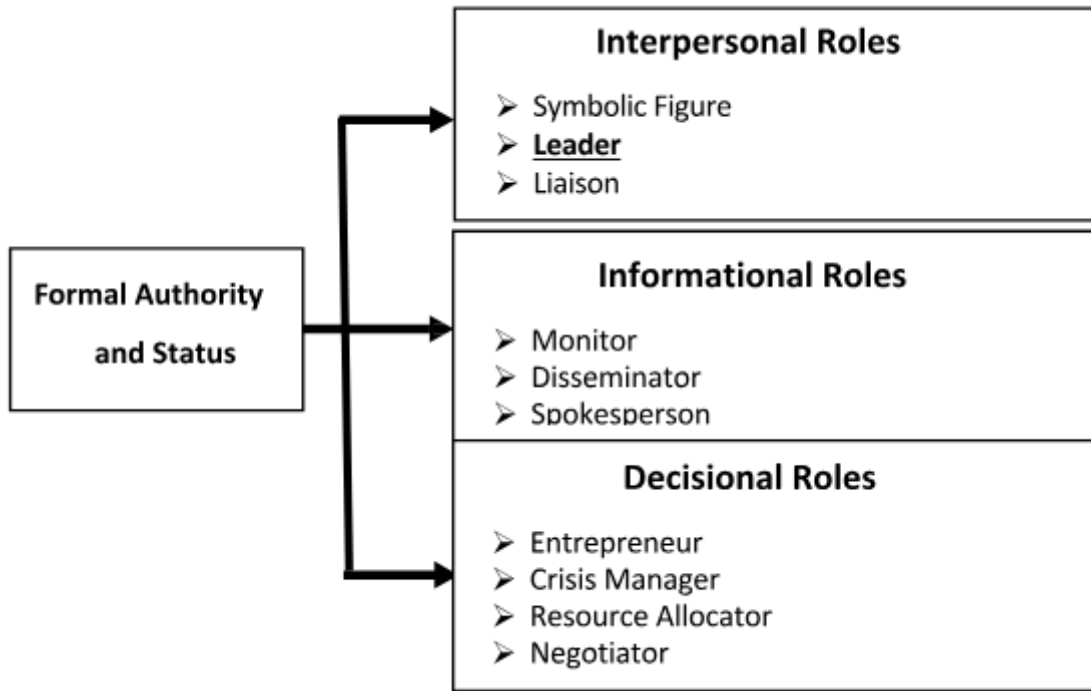 Formal Authority
and Status
Interpersonal Roles
➢ Symbolic Figure
➢ Leader
➢ Liaison
Informational Roles
➢ Monitor
➢ Disseminator
➢ Spokesperson
Decisional Roles
➢ Entrepreneur
➢ Crisis Manager
➢ Resource Allocator
➢ Negotiator